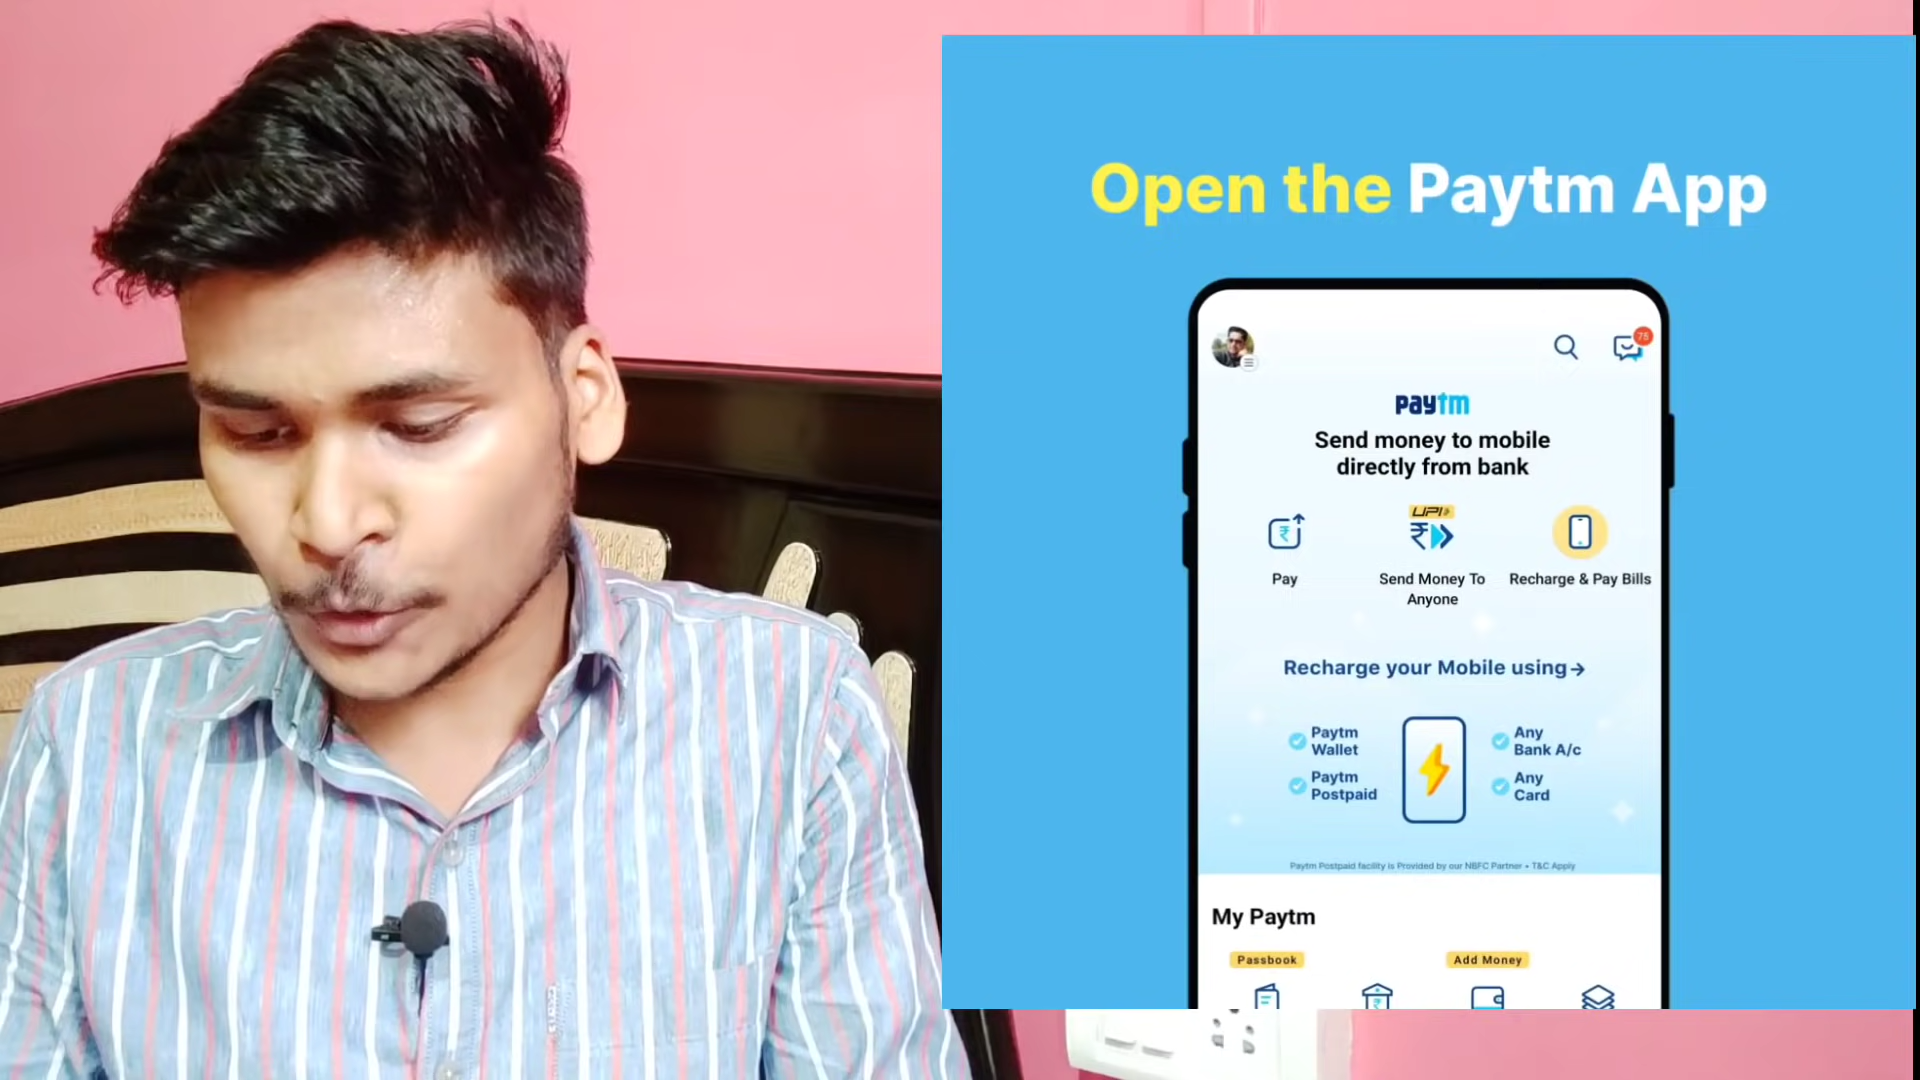 Open the Paytm App
75
paytm
Send money to mobile
directly from bank
UPI
Pay
Send Money To
Anyone
Recharge & Pay Bills
Recharge your Mobile using→
Paytm
Wallet
Any
Bank A/c
Paytm
Postpaid
Any
Card
Paytm Postpaid facility is Provided by our NBFC Partner • T&C Apply
My Paytm
Passbook
Add Money